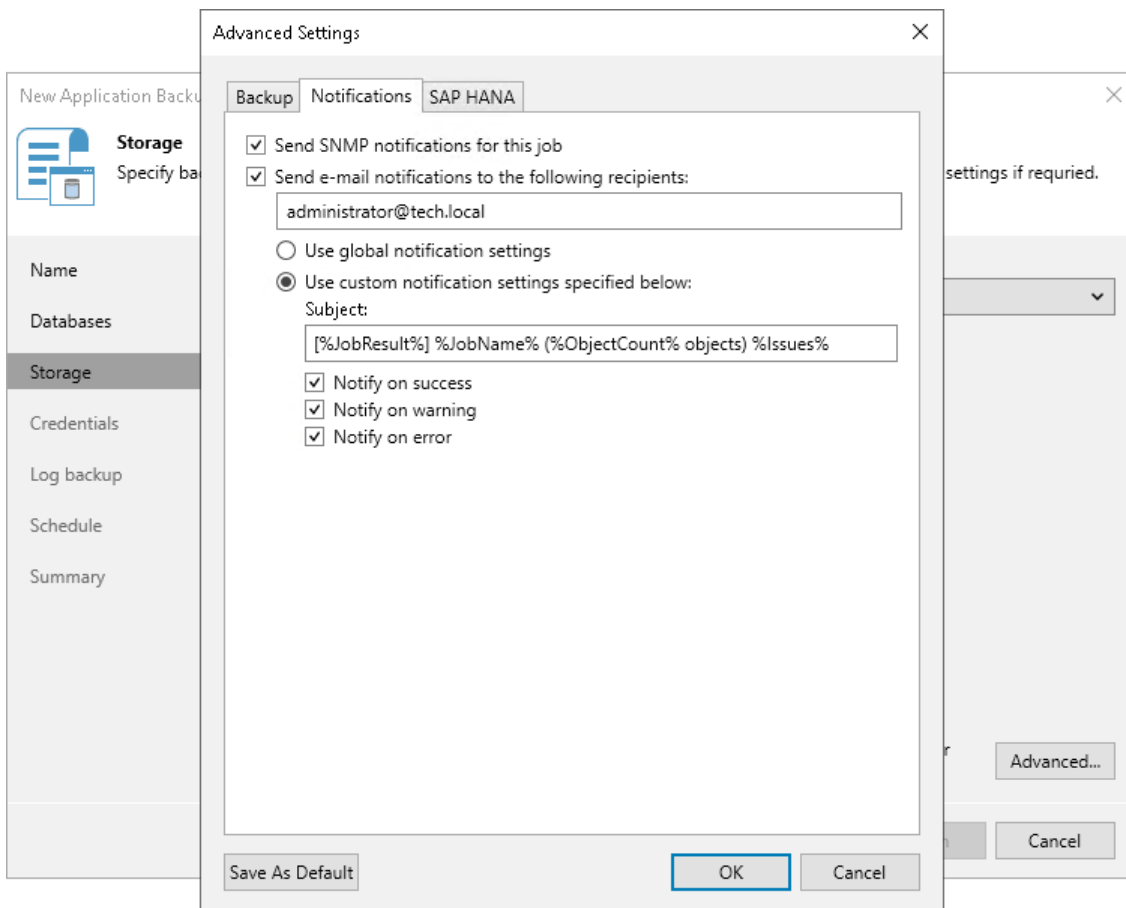 Advanced Settings
New Application Backu
Storage
Specify ba
settings if requried.
Name
Databases
Storage
Credentials
Log backup
Schedule
Summary
Backup
Notifications
SAP HANA
Send SNMP notifications for this job
Send e-mail notifications to the following recipients:
administrator@tech.local
Use global notification settings
Use custom notification settings specified below:
Subject:
[%JobResult%] %JobName% (%ObjectCount% objects) %Issues%
Notify on success
Notify on warning
Notify on error
Advanced...
Cancel
Save As Default
OK
Cancel